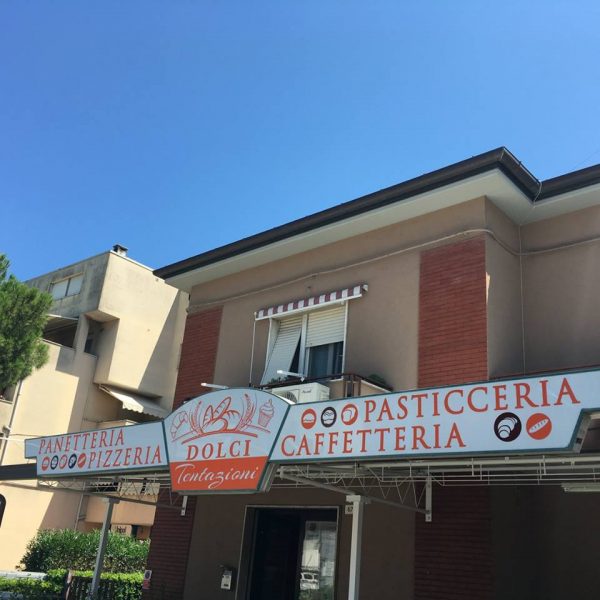 PANETTERIA
PIZZERIA
DOLCI
Tentazioni
PASTICCERIA
CAFFETTERIA